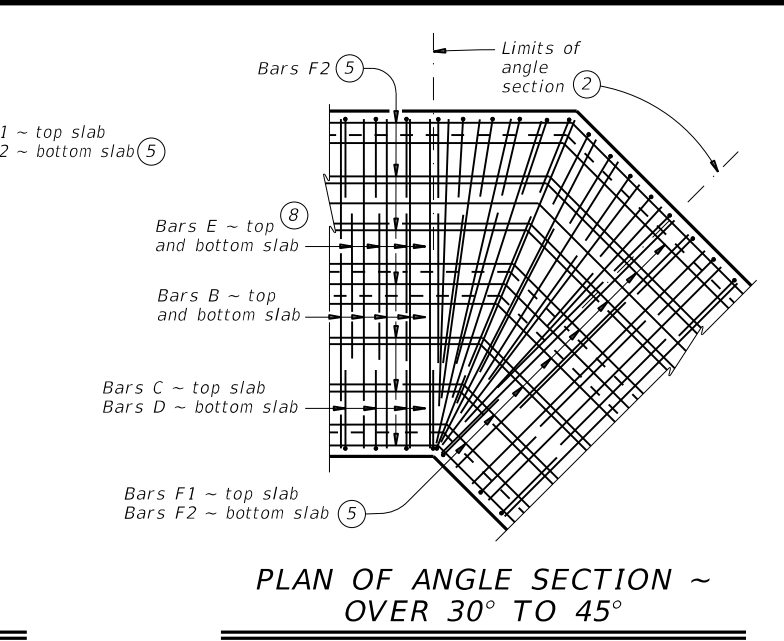 Bars F2 5
Limits of
angle
section 2
1 ~ top slab
2 ~ bottom slab 5
8
Bars E ~ top
and bottom slab
Bars B ~ top
and bottom slab
Bars C ~ top slab
Bars D ~ bottom slab
Bars F1 ~ top slab
Bars F2 ~ bottom slab 5
PLAN OF ANGLE SECTION ~
OVER 30° TO 45°